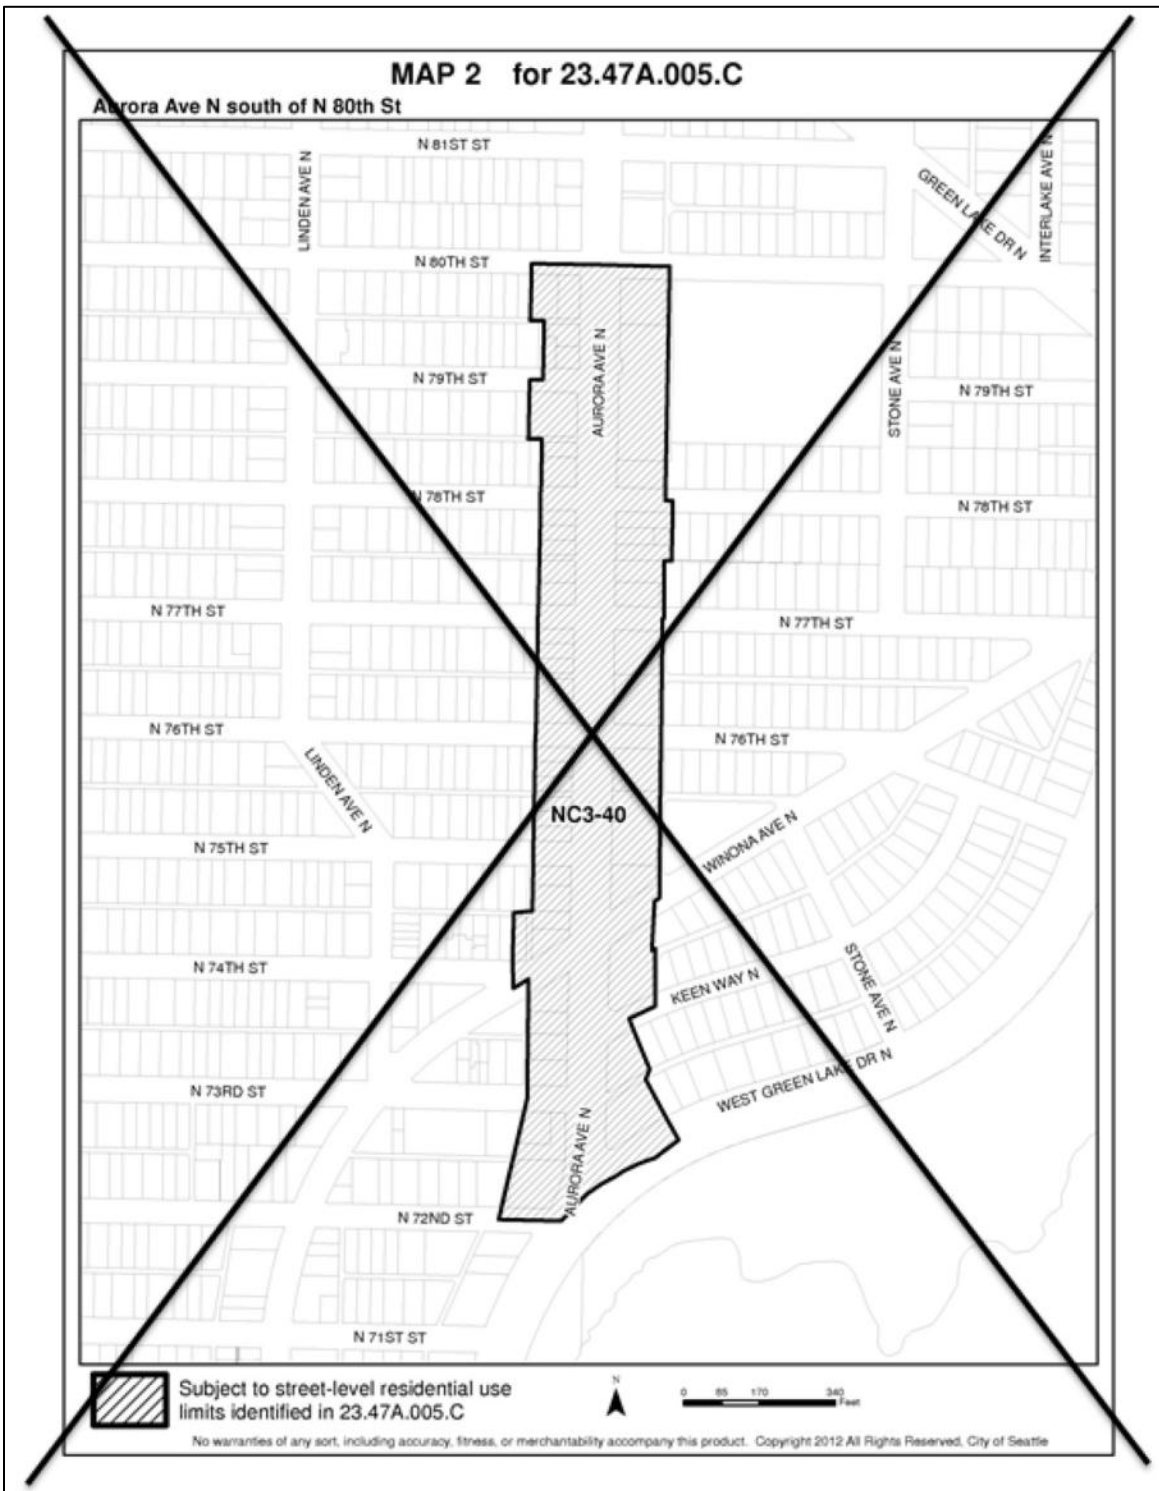 MAP 2 for 23.47A.005.C
Aurora Ave N south of N 80th St
N 81ST ST
LINDEN AVE N
GREEN LAKE DR N
INTERLAKE AVE N
N 80TH ST
AURORA AVE N
STONE AVE N
N 79TH ST
N 79TH ST
N 78TH ST
N 78TH ST
N 77TH ST
N 77TH ST
N 76TH ST
N 76TH ST
LINDEN AVE N
NC3-40
WINONA AVE N
N 75TH ST
N 74TH ST
KEEN WAY N
STONE AVE N
N 73RD ST
WEST GREEN LAKE DR N
AURORA AVE N
N 72ND ST
N 71ST ST
Subject to street-level residential use
limits identified in 23.47A.005.C
N
0 85 170 340
Feet
No warranties of any sort, including accuracy, fitness, or merchantability accompany this product. Copyright 2012 All Rights Reserved, City of Seattle